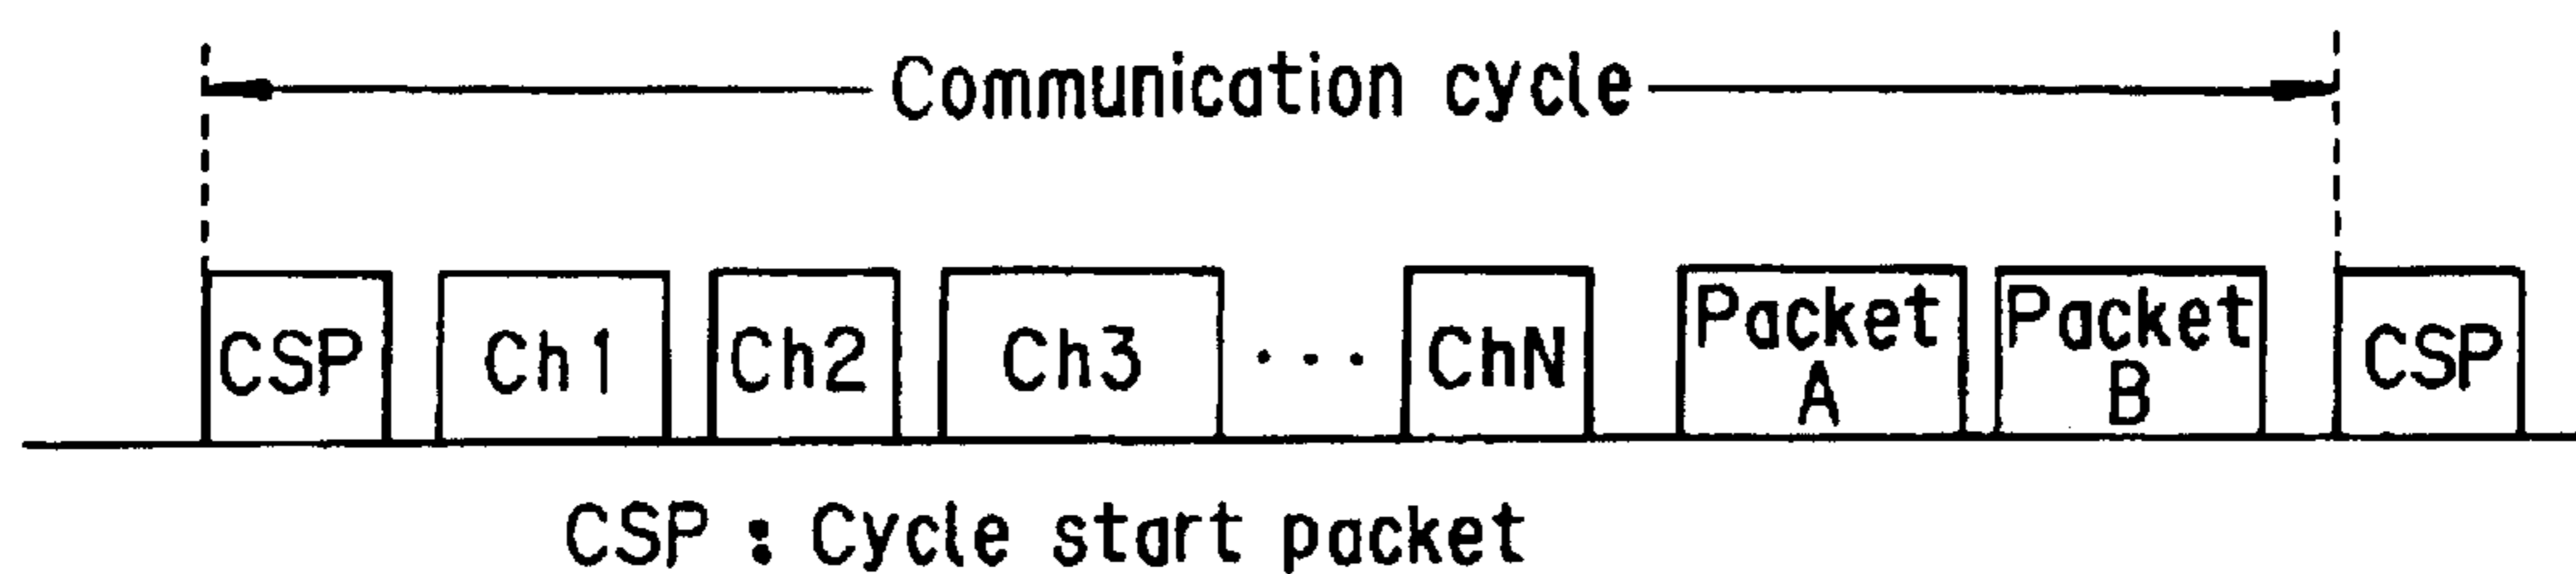 Communication cycle
CSP Ch1 Ch2 Ch3 ... ChN Packet A Packet B CSP
CSP : Cycle start packet